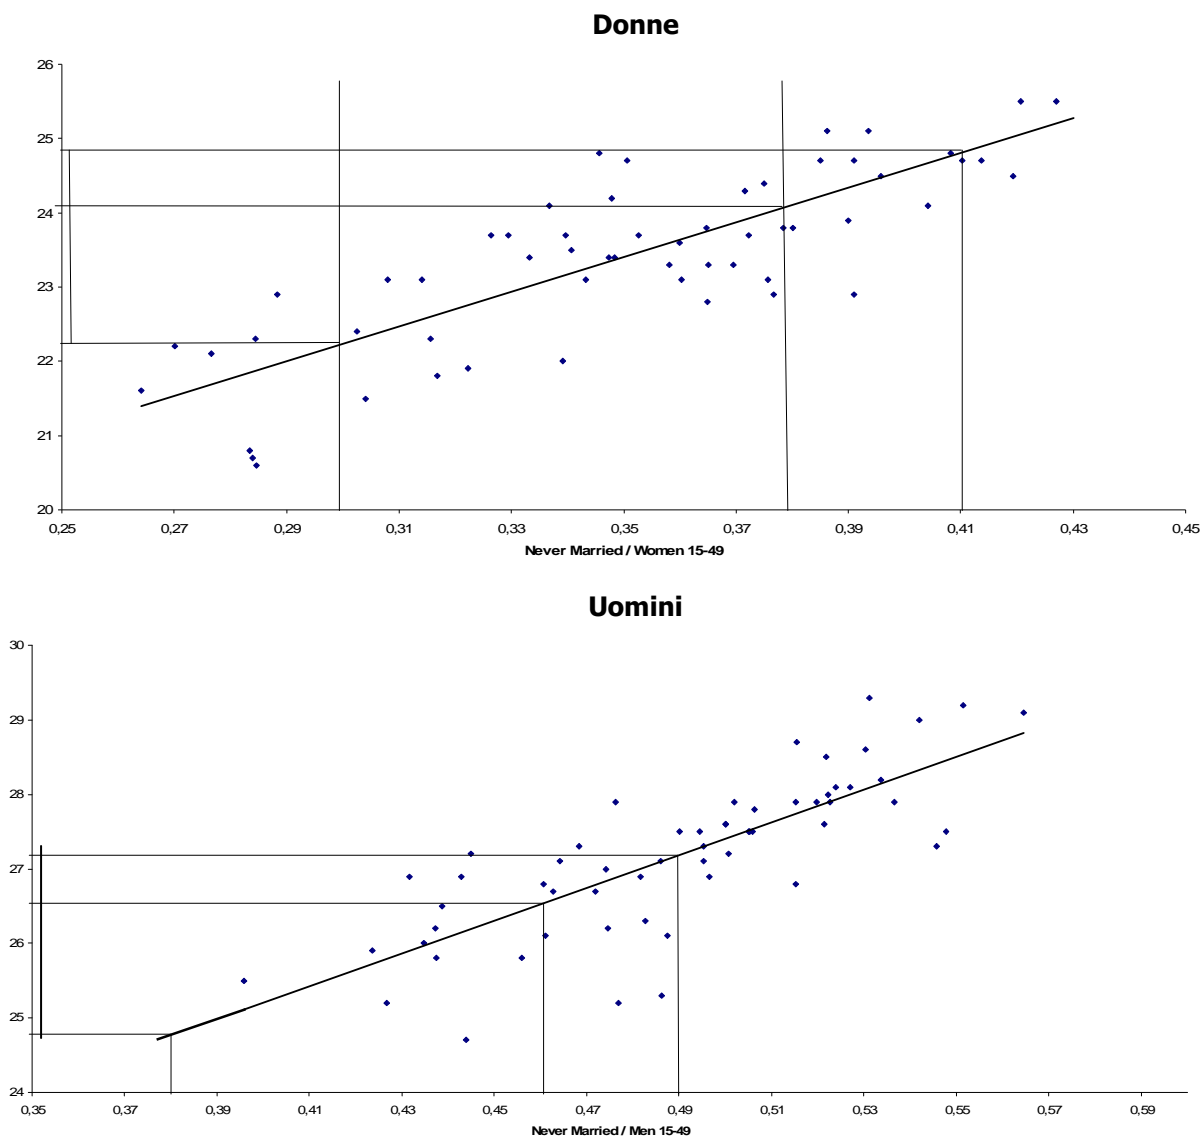 Donne
26
25
24
23
22
21
20
0,25 0,27 0,29 0,31 0,33 0,35 0,37 0,39 0,41 0,43 0,45
Never Married / Women 15-49
Uomini
30
29
28
27
26
25
24
0,35 0,37 0,39 0,41 0,43 0,45 0,47 0,49 0,51 0,53 0,55 0,57 0,59
Never Married / Men 15-49